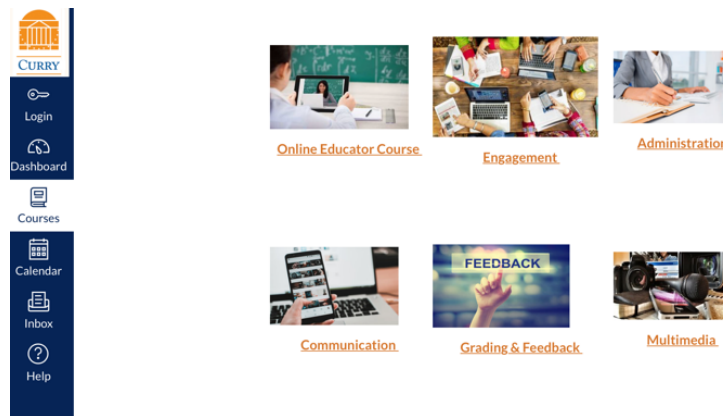 CURRY
Login
Dashboard
Courses
Calendar
Inbox
Help
Online Educator Course
Engagement
Administration
FEEDBACK
Communication
Grading & Feedback
Multimedia